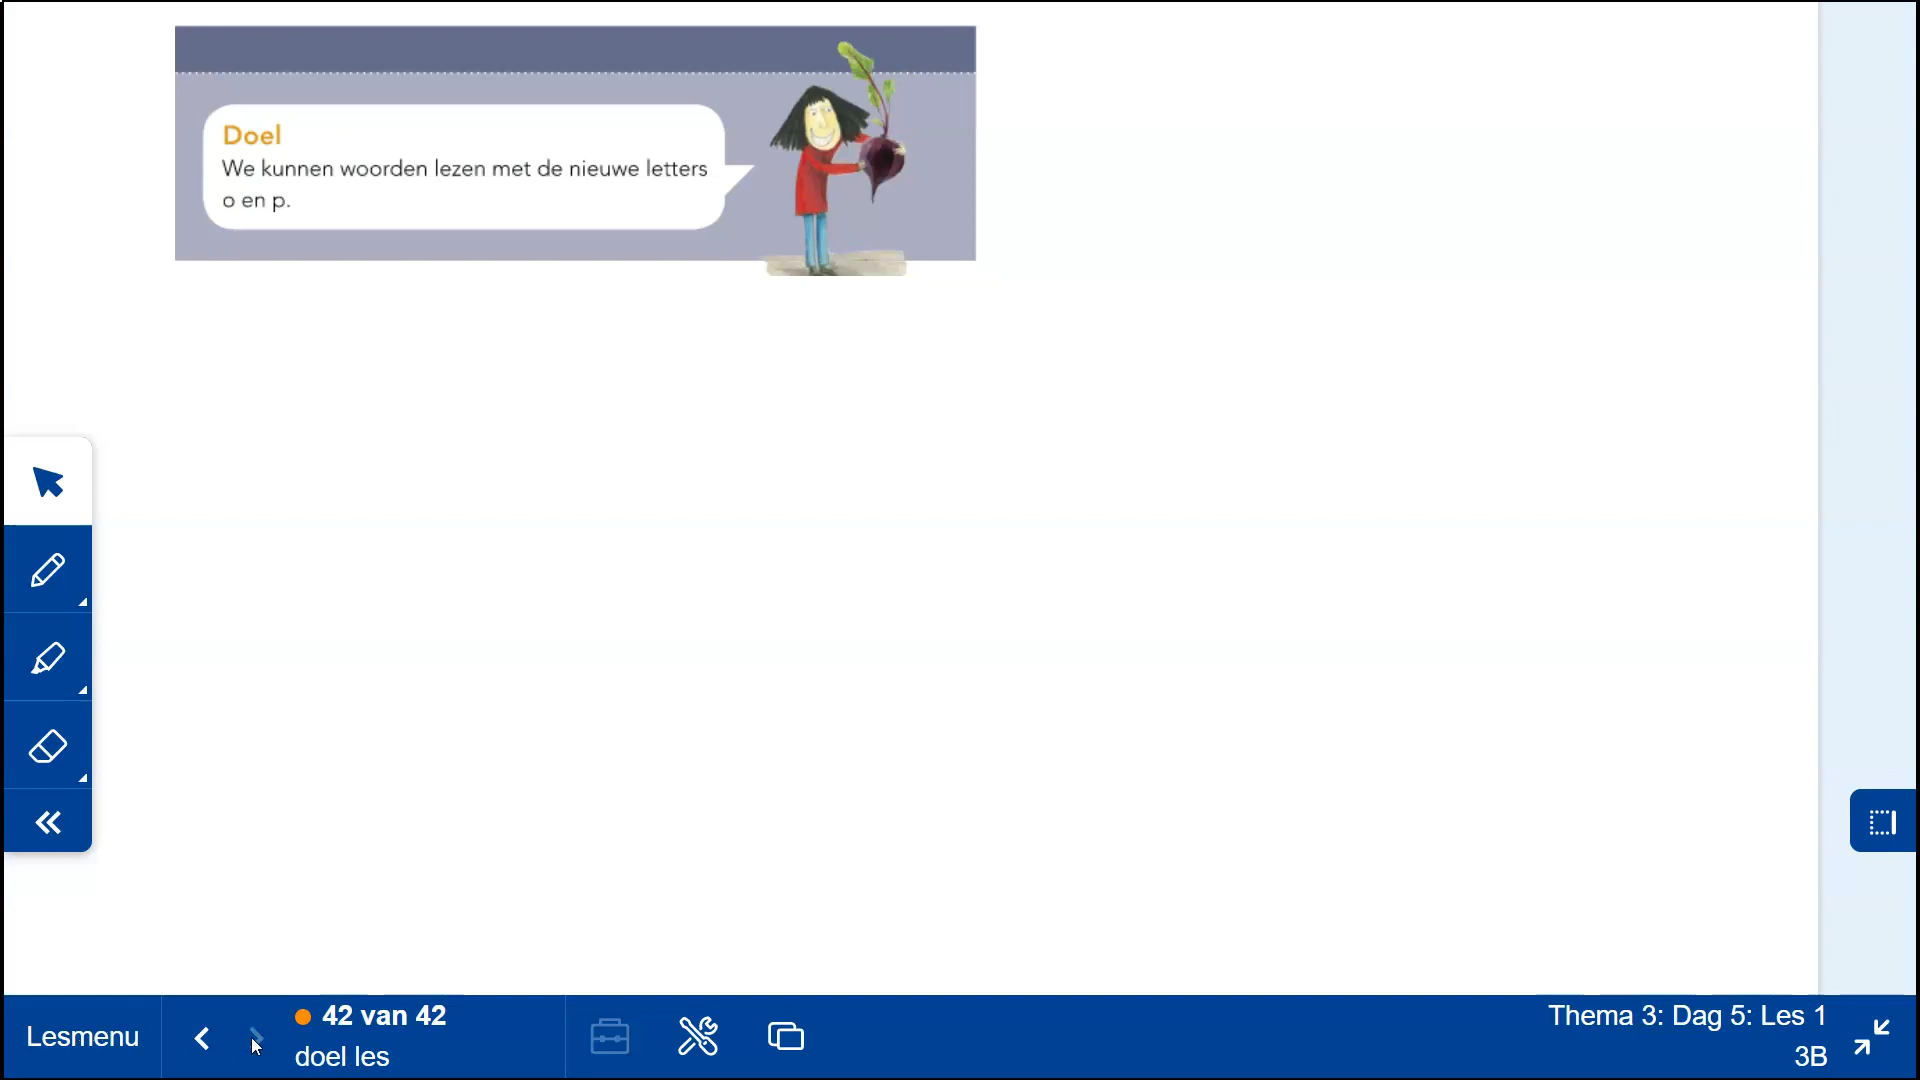 Doel
We kunnen woorden lezen met de nieuwe letters
o en p.
Lesmenu
42 van 42
doel les
Thema 3: Dag 5: Les 1
3B